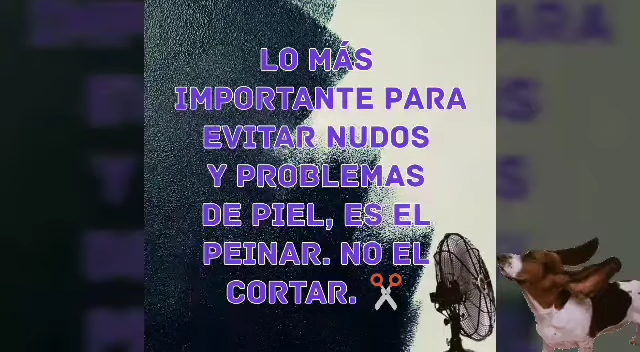 LO MÁS
IMPORTANTE PARA
EVITAR NUDOS
Y PROBLEMAS
DE PIEL, ES EL
PEINAR. NO EL
CORTAR. ✂